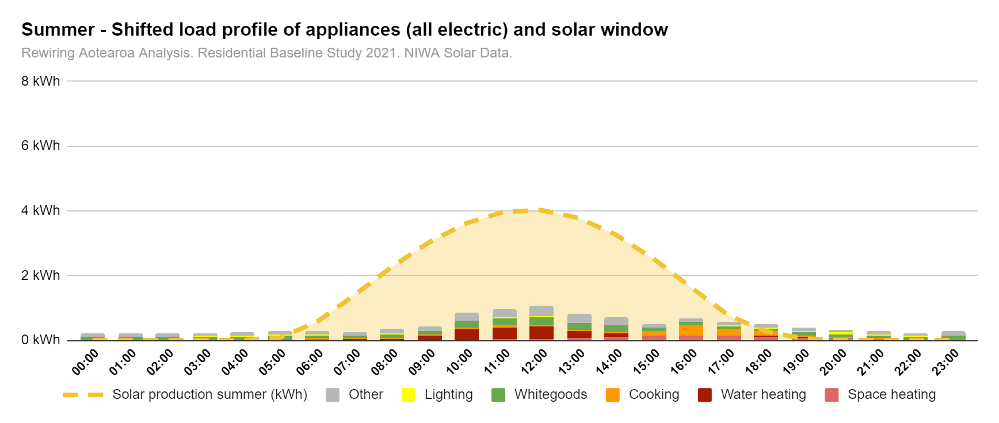 Summer - Shifted load profile of appliances (all electric) and solar window
Rewiring Aotearoa Analysis. Residential Baseline Study 2021. NIWA Solar Data.
8 kWh
6 kWh
4 kWh
2 kWh
0 kWh
00:00 01:00 02:00 03:00 04:00 05:00 06:00 07:00 08:00 09:00 10:00 11:00 12:00 13:00 14:00 15:00 16:00 17:00 18:00 19:00 20:00 21:00 22:00 23:00
Solar production summer (kWh) Other Lighting Whitegoods Cooking Water heating Space heating